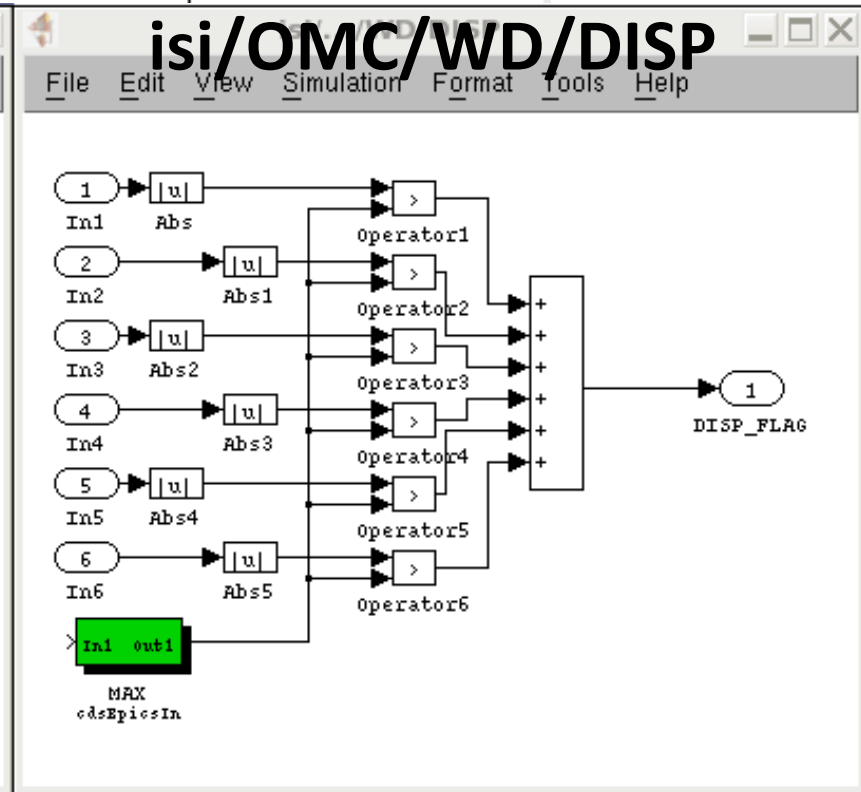 isi/OMC/WD/DISP
File Edit View Simulation Format Tools Help
1 |u| >
In1 Abs Operator1
2 |u| >
In2 Abs1 Operator2
+
3 |u| > +
In3 Abs2 Operator3
+
4 |u| > + 1
In4 Abs3 Operator4 DISP_FLAG
+
5 |u| > +
In5 Abs4 Operator5
6 |u| >
In6 Abs5 Operator6
In1 Out1
MAX
cdsEpicsIn